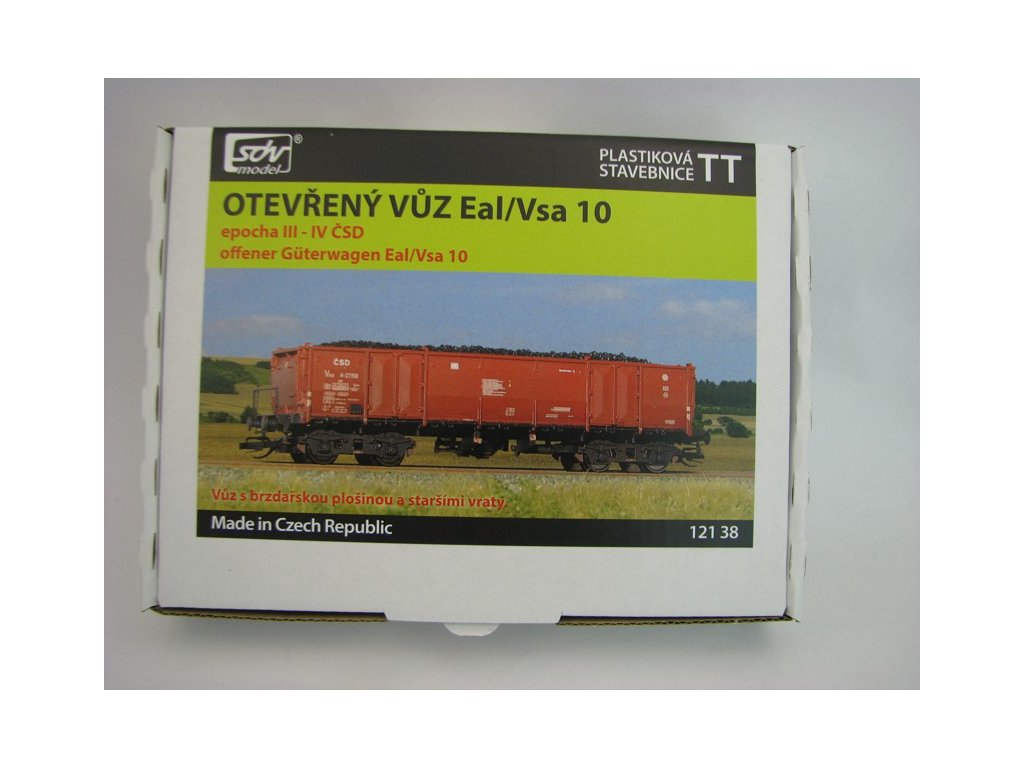 sdv
model®
PLASTIKOVÁ
STAVEBNICE TT
OTEVŘENÝ VŮZ Eal/Vsa 10
epocha III - IV ČSD
offener Güterwagen Eal/Vsa 10
ČSD
Vsa
Vůz s brzdařskou plošinou a staršími vraty.
Made in Czech Republic
121 38